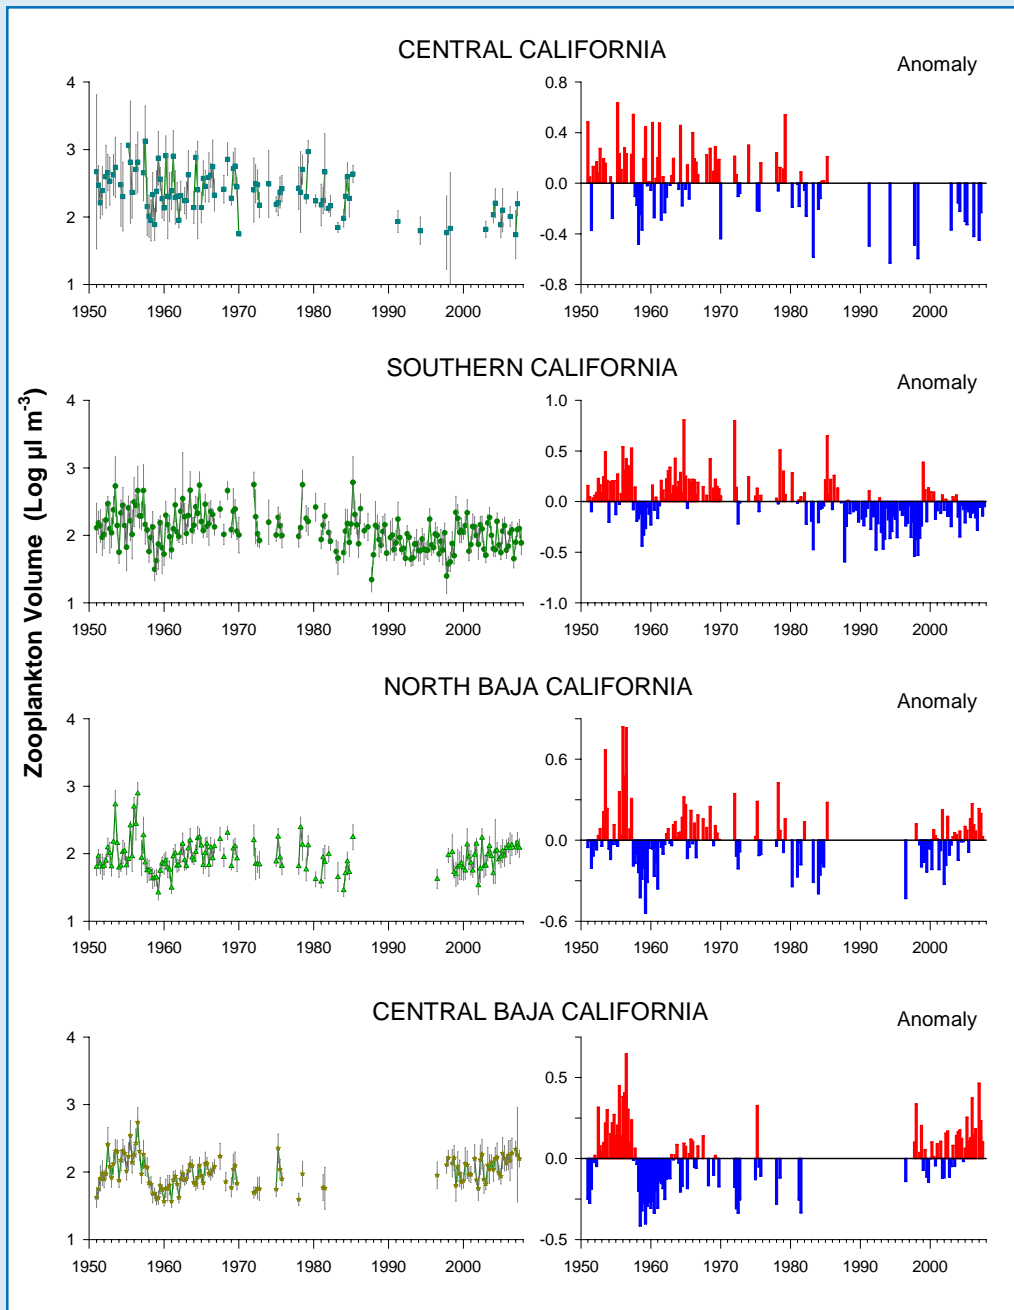 CENTRAL CALIFORNIA
Anomaly
4
3
2
1
1950 1960 1970 1980 1990 2000
0.8
0.4
0.0
-0.4
-0.8
1950 1960 1970 1980 1990 2000
Zooplankton Volume (Log µl m-3)
SOUTHERN CALIFORNIA
Anomaly
4
3
2
1
1950 1960 1970 1980 1990 2000
1.0
0.5
0.0
-0.5
-1.0
1950 1960 1970 1980 1990 2000
NORTH BAJA CALIFORNIA
Anomaly
4
3
2
1
1950 1960 1970 1980 1990 2000
0.6
0.0
-0.6
1950 1960 1970 1980 1990 2000
CENTRAL BAJA CALIFORNIA
Anomaly
4
3
2
1
1950 1960 1970 1980 1990 2000
0.5
0.0
-0.5
1950 1960 1970 1980 1990 2000